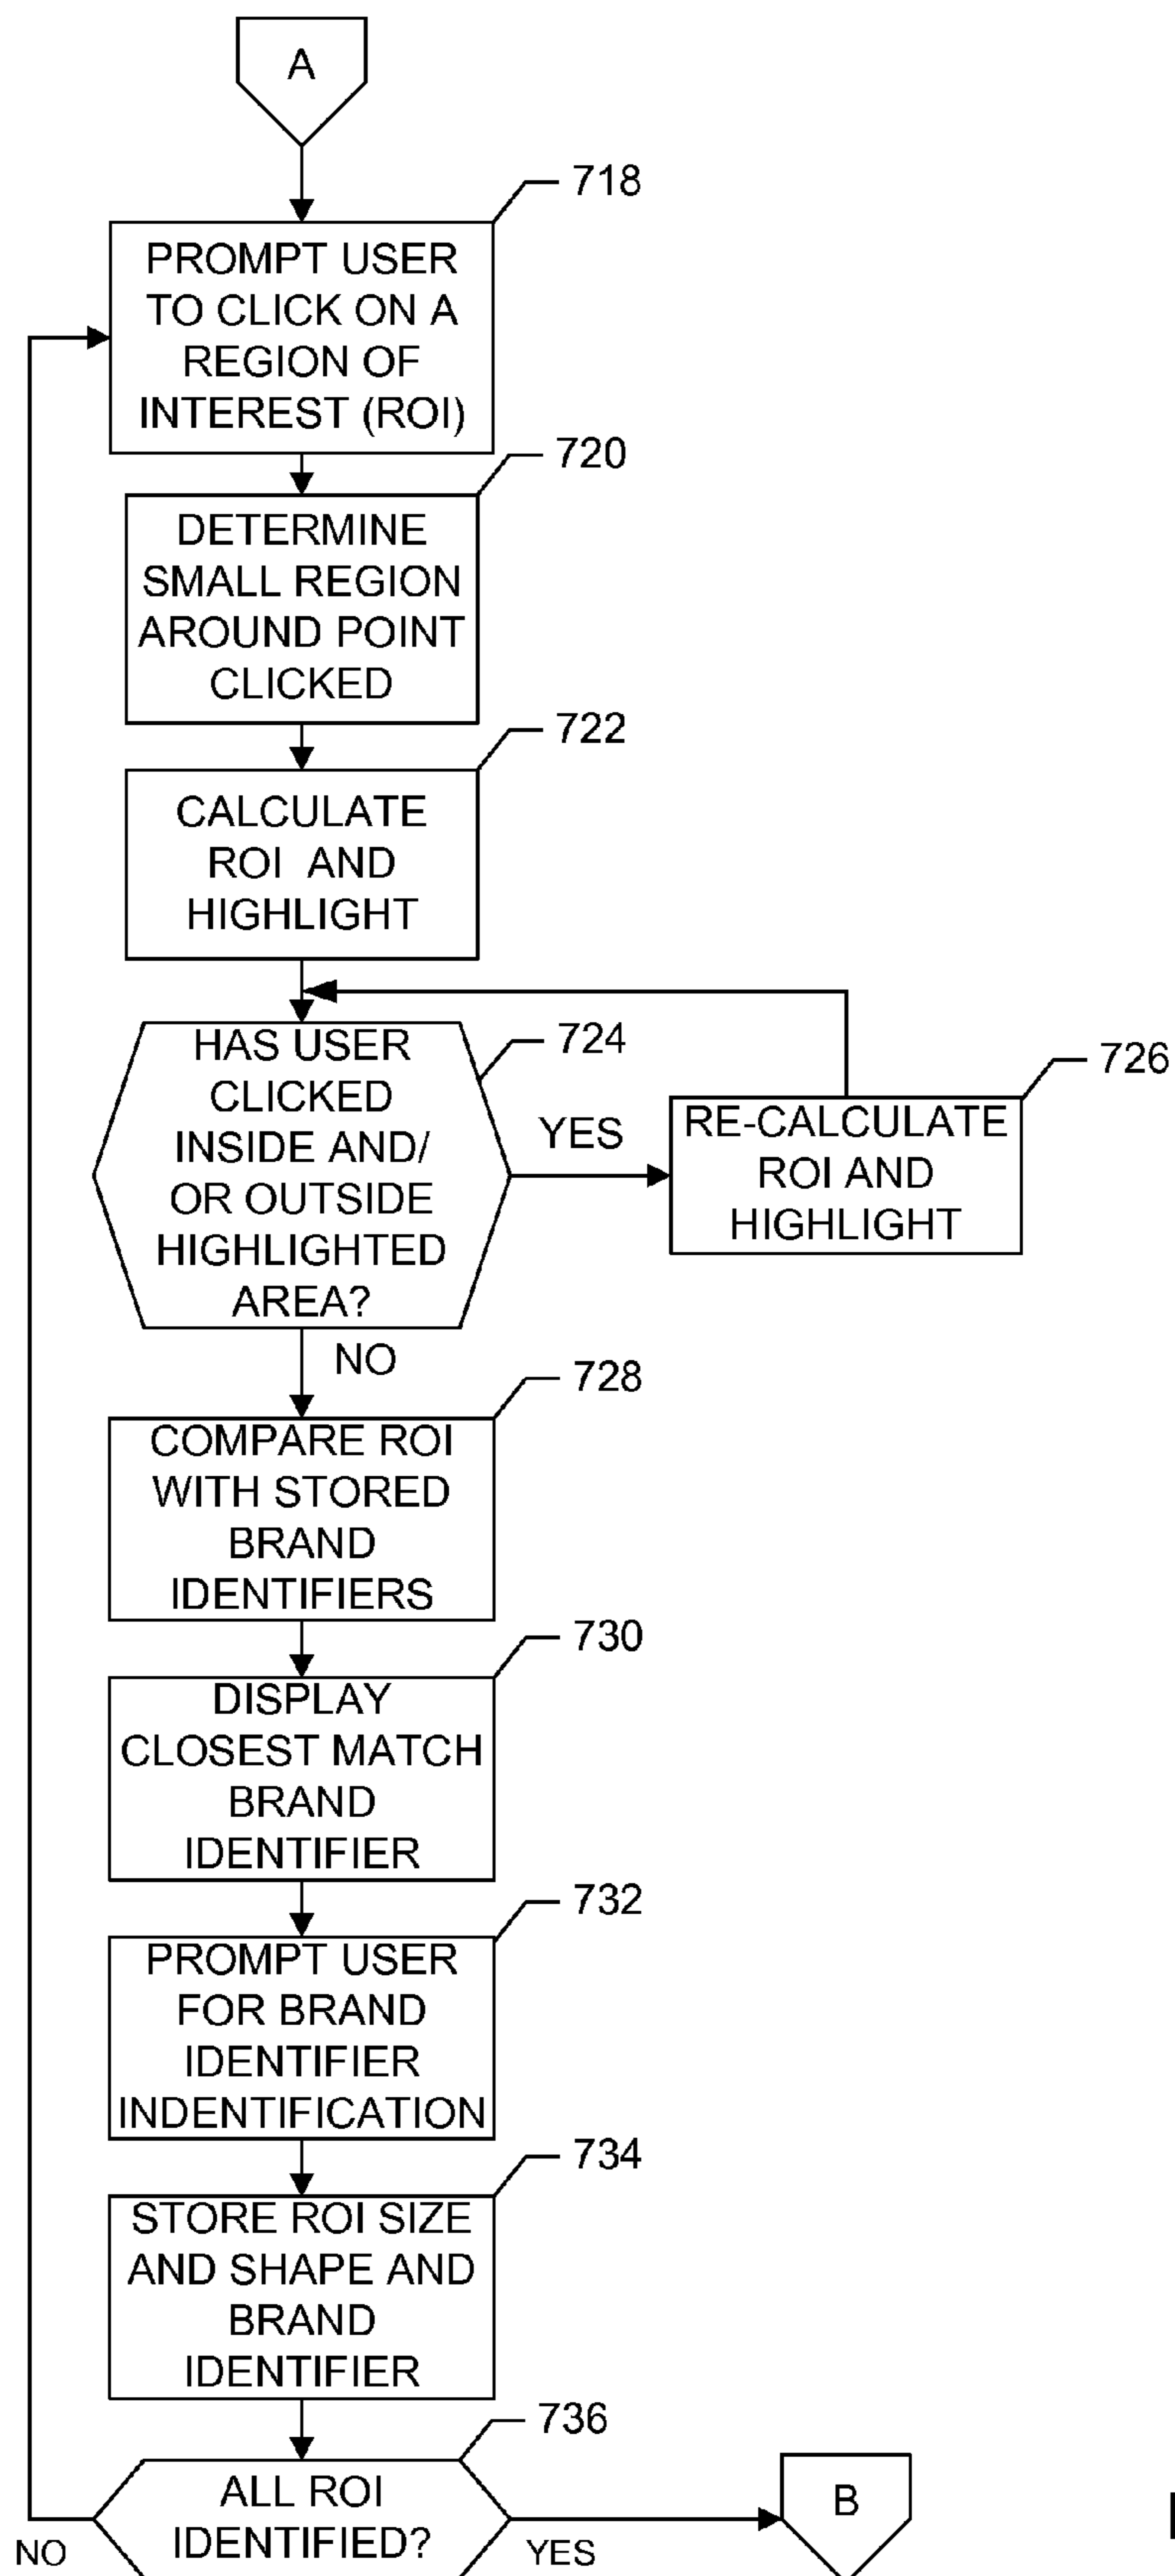 A
718
PROMPT USER
TO CLICK ON A
REGION OF
INTEREST (ROI)
720
DETERMINE
SMALL REGION
AROUND POINT
CLICKED
722
CALCULATE
ROI AND
HIGHLIGHT
724
HAS USER
CLICKED
INSIDE AND/
OR OUTSIDE
HIGHLIGHTED
AREA?
YES
726
RE-CALCULATE
ROI AND
HIGHLIGHT
NO
728
COMPARE ROI
WITH STORED
BRAND
IDENTIFIERS
730
DISPLAY
CLOSEST MATCH
BRAND
IDENTIFIER
732
PROMPT USER
FOR BRAND
IDENTIFIER
INDENTIFICATION
734
STORE ROI SIZE
AND SHAPE AND
BRAND
IDENTIFIER
736
ALL ROI
IDENTIFIED?
NO
YES
B